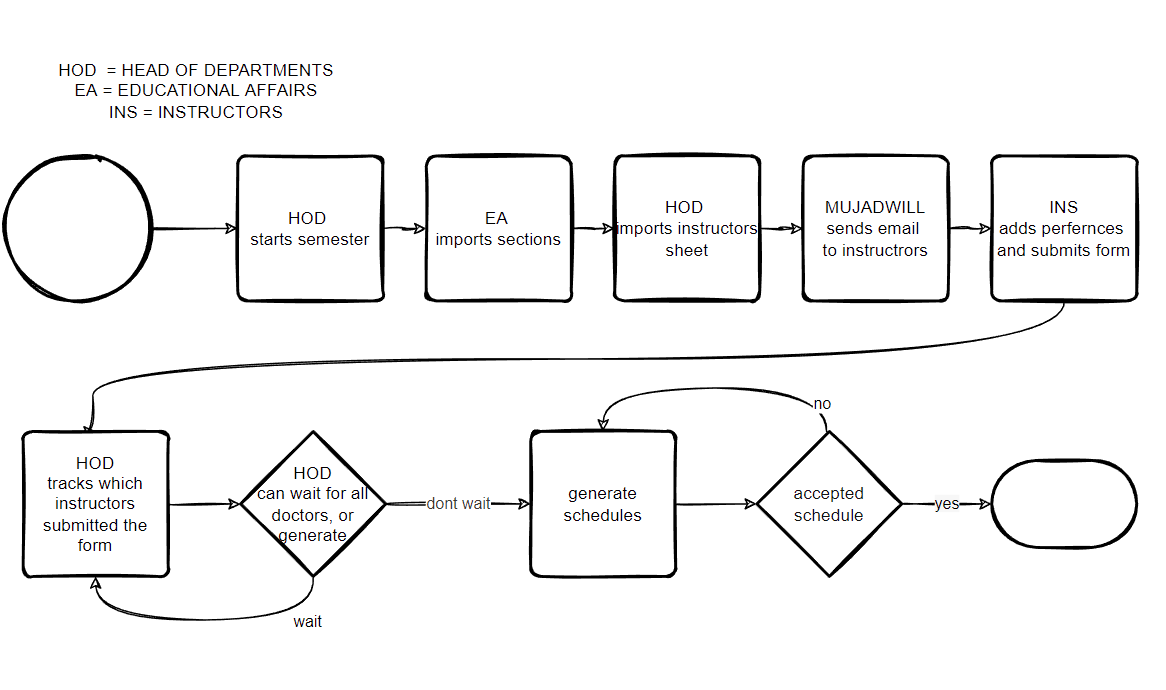 HOD = HEAD OF DEPARTMENTS
EA = EDUCATIONAL AFFAIRS
INS = INSTRUCTORS
HOD
starts semester
EA
imports sections
HOD
imports instructors
sheet
MUJADWILL
sends email
to instructrors
INS
adds perfernces
and submits form
HOD
tracks which
instructors
submitted the
form
HOD
can wait for all
doctors, or
generate
dont wait
generate
schedules
no
accepted
schedule
yes
wait